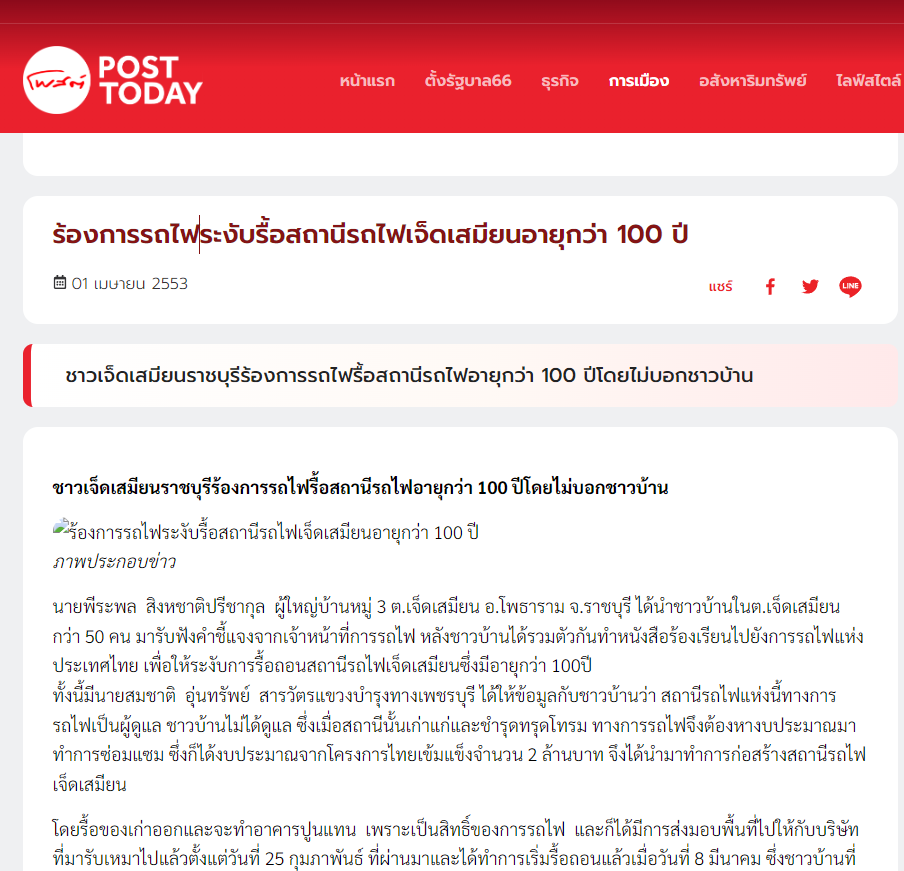 โพสต์
POST
TODAY
หน้าแรก ตั้งรัฐบาล66 ธุรกิจ การเมือง อสังหาริมทรัพย์ ไลฟ์สไตล์
ร้องการรถไฟระงับรื้อสถานีรถไฟเจ็ดเสมียนอายุกว่า 100 ปี
01 เมษายน 2553
แชร์
LINE
ชาวเจ็ดเสมียนราชบุรีร้องการรถไฟรื้อสถานีรถไฟอายุกว่า 100 ปีโดยไม่บอกชาวบ้าน
ชาวเจ็ดเสมียนราชบุรีร้องการรถไฟรื้อสถานีรถไฟอายุกว่า 100 ปีโดยไม่บอกชาวบ้าน
ร้องการรถไฟระงับรื้อสถานีรถไฟเจ็ดเสมียนอายุกว่า 100 ปี
ภาพประกอบข่าว
นายพีระพล สิงหชาติปรีชากุล ผู้ใหญ่บ้านหมู่ 3 ต.เจ็ดเสมียน อ.โพธาราม จ.ราชบุรี ได้นำชาวบ้านในต.เจ็ดเสมียน
กว่า 50 คน มารับฟังคำชี้แจงจากเจ้าหน้าที่การรถไฟ หลังชาวบ้านได้รวมตัวกันทำหนังสือร้องเรียนไปยังการรถไฟแห่ง
ประเทศไทย เพื่อให้ระงับการรื้อถอนสถานีรถไฟเจ็ดเสมียนซึ่งมีอายุกว่า 100ปี
ทั้งนี้มีนายสมชาติ อุ่นทรัพย์ สารวัตรแขวงบำรุงทางเพชรบุรี ได้ให้ข้อมูลกับชาวบ้านว่า สถานีรถไฟแห่งนี้ทางการ
รถไฟเป็นผู้ดูแล ชาวบ้านไม่ได้ดูแล ซึ่งเมื่อสถานีนั้นเก่าแก่และชำรุดทรุดโทรม ทางการรถไฟจึงต้องหางบประมาณมา
ทำการซ่อมแซม ซึ่งก็ได้งบประมาณจากโครงการไทยเข้มแข็งจำนวน 2 ล้านบาท จึงได้นำมาทำการก่อสร้างสถานีรถไฟ
เจ็ดเสมียน
โดยรื้อของเก่าออกและจะทำอาคารปูนแทน เพราะเป็นสิทธิ์ของการรถไฟ และก็ได้มีการส่งมอบพื้นที่ไปให้กับบริษัท
ที่มารับเหมาไปแล้วตั้งแต่วันที่ 25 กุมภาพันธ์ ที่ผ่านมาและได้ทำการเริ่มรื้อถอนแล้วเมื่อวันที่ 8 มีนาคม ซึ่งชาวบ้านที่